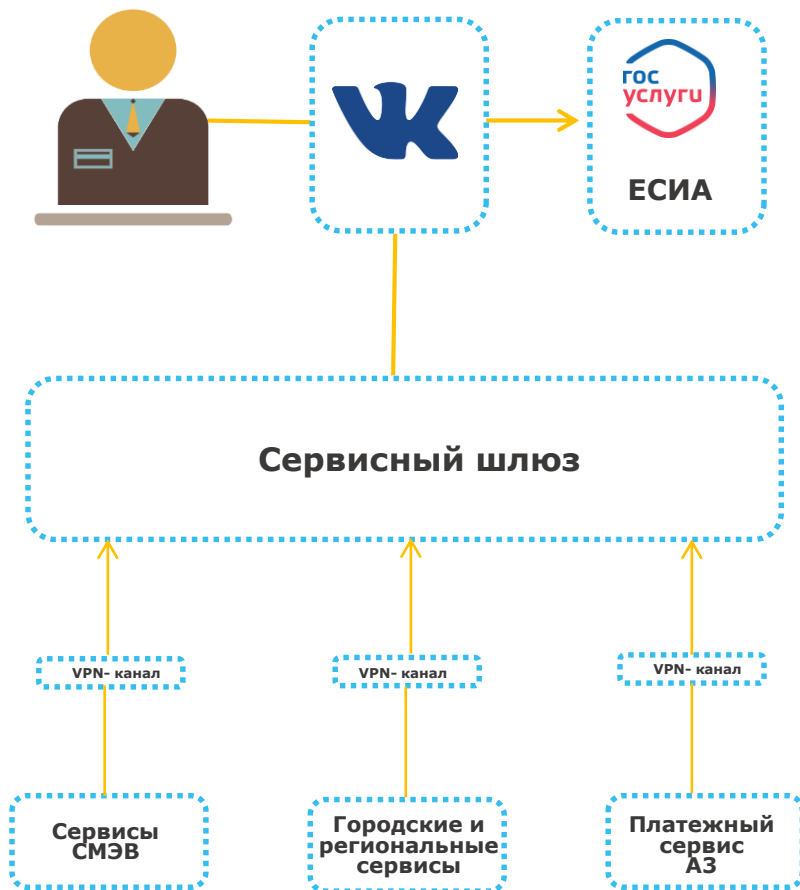 гос
услуги
ЕСИА
Сервисный шлюз
VPN- канал
VPN- канал
VPN- канал
Сервисы
СМЭВ
Городские и
региональные
сервисы
Платежный
сервис
АЗ